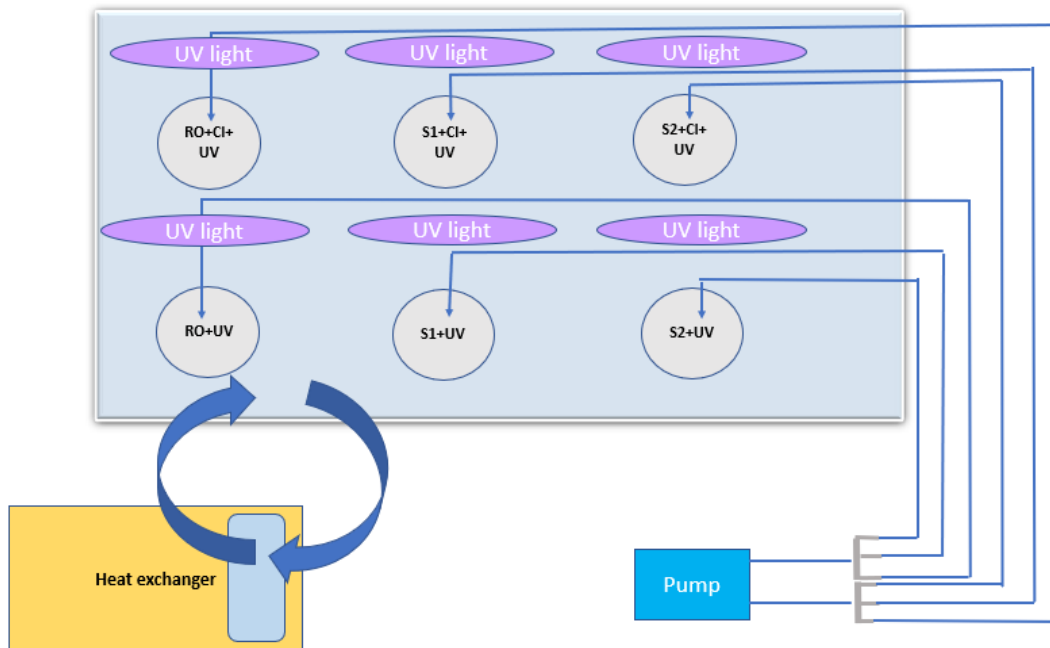 UV light
UV light
UV light
RO+Cl+
UV
S1+Cl+
UV
S2+Cl+
UV
UV light
UV light
UV light
RO+UV
S1+UV
S2+UV
Heat exchanger
Pump